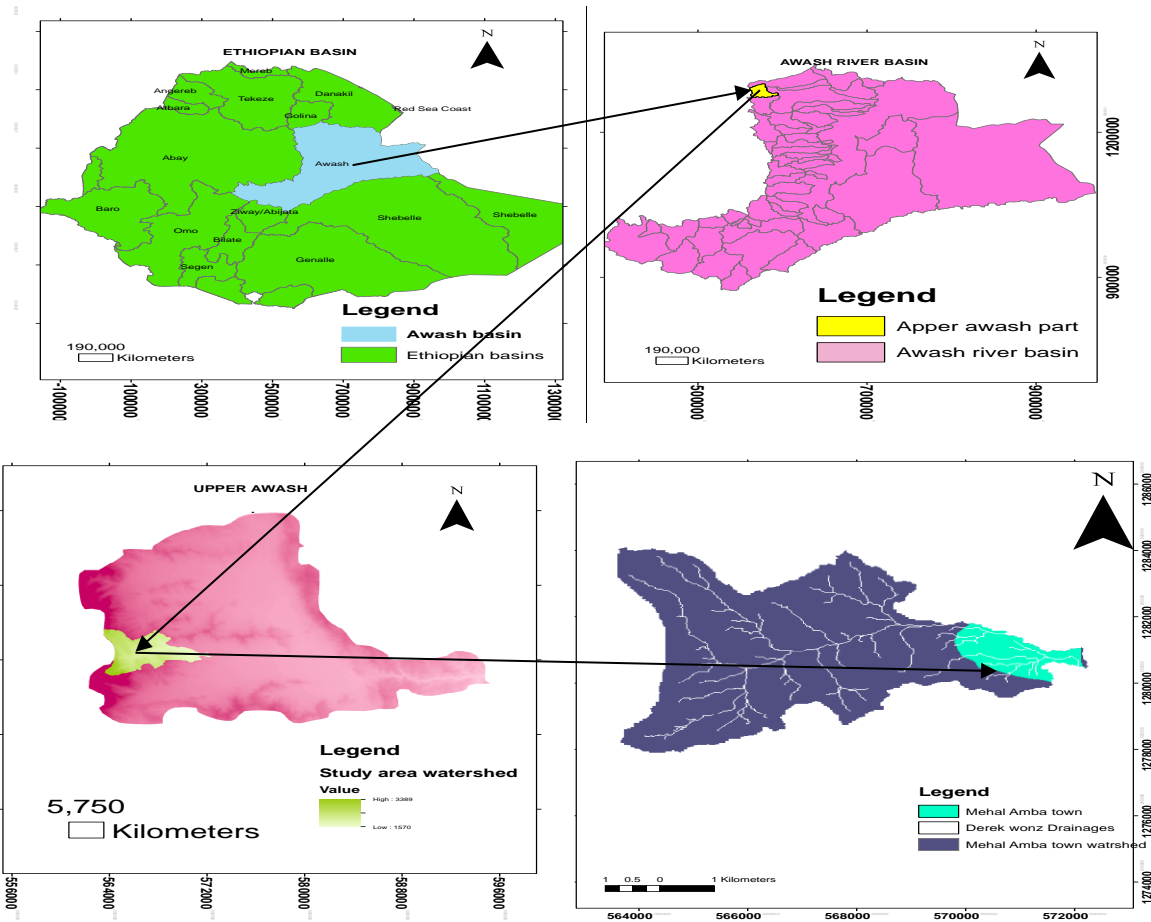 ETHIOPIAN BASIN
N
Mereb
Angereb
Tekeze
Danakil
Atbara
Golina
Red Sea Coast
Abay
Awash
Baro
Ziway/Abijata
Shebelle
Shebelle
Omo
Bilate
Segen
Genalle
Legend
Awash basin
Ethiopian basins
190,000
Kilometers
-100000
100000
300000
500000
700000
900000
1100000
130000
AWASH RIVER BASIN
N
1200000
900000
Legend
Apper awash part
Awash river basin
190,000
Kilometers
500000
700000
900000
UPPER AWASH
N
Legend
Study area watershed
Value
High : 3389
Low : 1570
5,750
Kilometers
556000
564000
572000
580000
588000
596000
N
1286000
1284000
1282000
1280000
1278000
1276000
1274000
Legend
Mehal Amba town
Derek wonz Drainages
Mehal Amba town watrshed
1 0.5 0 1 Kilometers
564000
566000
568000
570000
572000